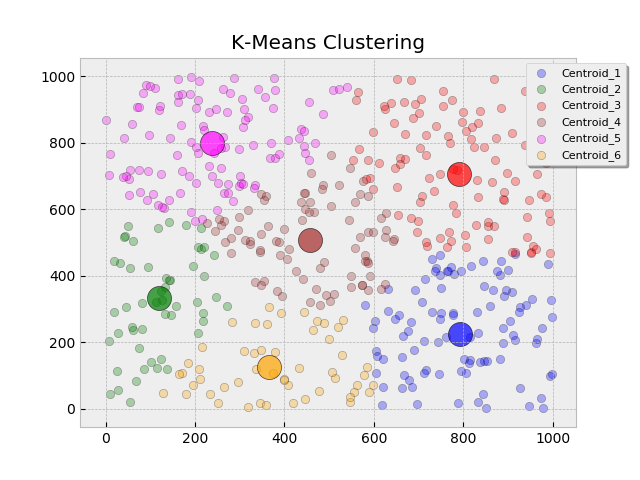 K-Means Clustering
1000
800
600
400
200
0
0 200 400 600 800 1000
Centroid_1
Centroid_2
Centroid_3
Centroid_4
Centroid_5
Centroid_6